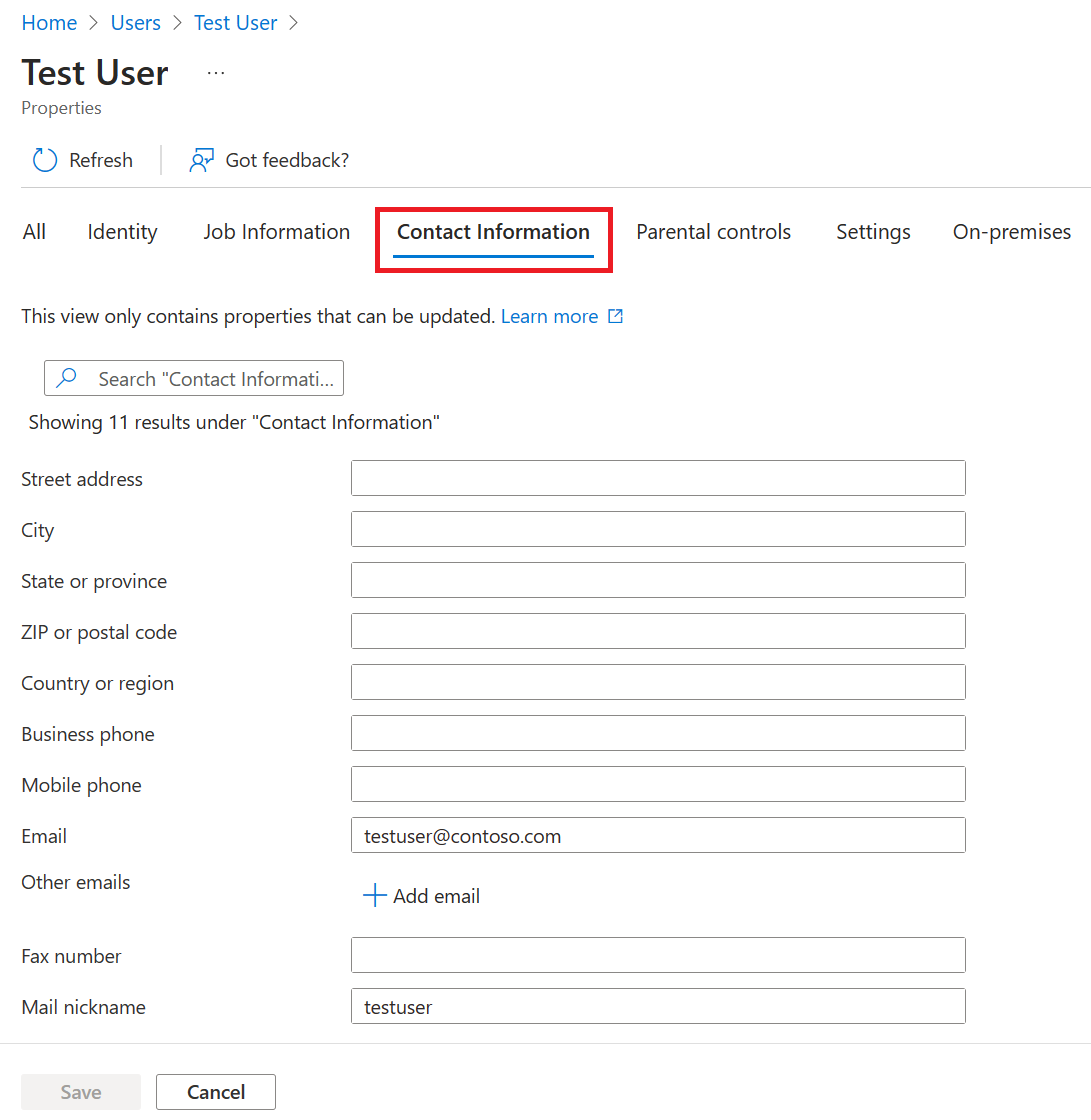 Home > Users > Test User >
Test User ...
Properties
Refresh Got feedback?
All Identity Job Information Contact Information Parental controls Settings On-premises
This view only contains properties that can be updated. Learn more
Search "Contact Informati...
Showing 11 results under "Contact Information"
Street address
City
State or province
ZIP or postal code
Country or region
Business phone
Mobile phone
Email testuser@contoso.com
Other emails
Add email
Fax number
Mail nickname testuser
Save Cancel